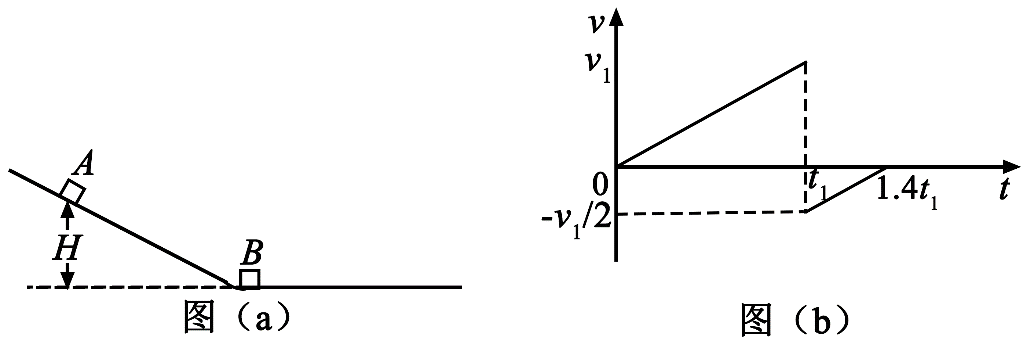 A
H
B
图（a）
v
v₁
0
t₁
1.4t₁
t
-v₁/2
图（b）